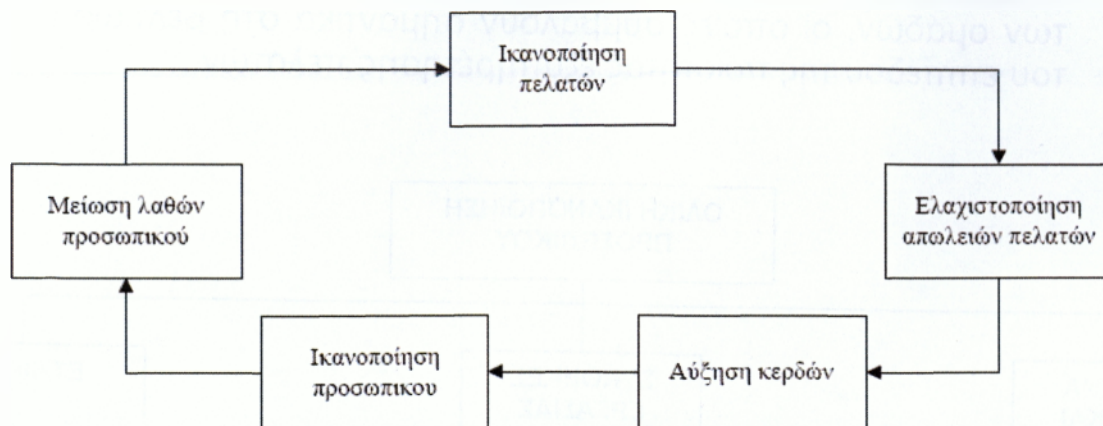 Ικανοποίηση
πελατών
Μείωση λαθών
προσωπικού
Ελαχιστοποίηση
απωλειών πελατών
Ικανοποίηση
προσωπικου
Αύξηση κερδών